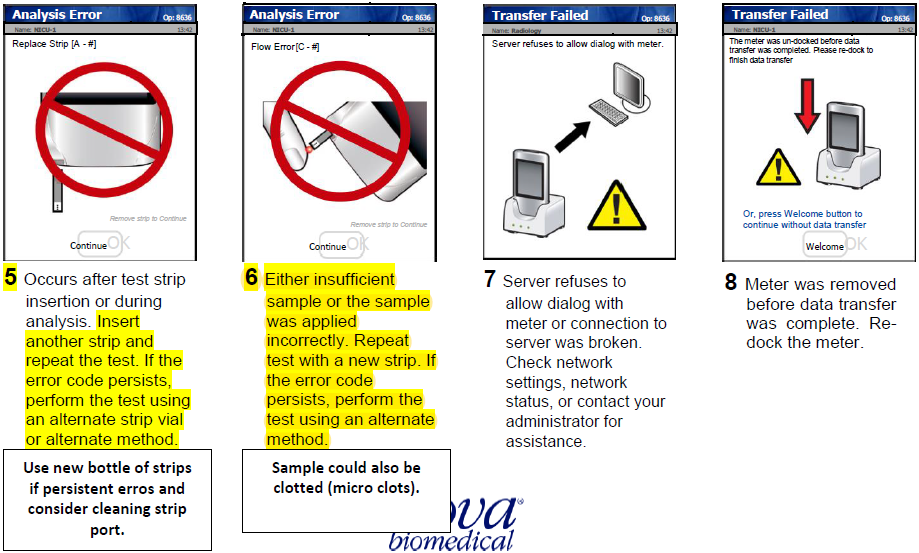 Analysis Error Op: 8636
Name: NICU-1 13:42
Replace Strip [A - #]
Remove strip to Continue
Continue OK
5 Occurs after test strip
insertion or during
analysis. Insert
another strip and
repeat the test. If the
error code persists,
perform the test using
an alternate strip vial
or alternate method.
Use new bottle of strips
if persistent erros and
consider cleaning strip
port.
Analysis Error Op: 8636
Name: NICU-1 13:42
Flow Error[C - #]
Remove strip to Continue
Continue OK
6 Either insufficient
sample or the sample
was applied
incorrectly. Repeat
test with a new strip. If
the error code
persists, perform the
test using an alternate
method.
Sample could also be
clotted (micro clots).
Transfer Failed Op: 8636
Name: Radiology 13:42
Server refuses to allow dialog with meter.
7 Server refuses to
allow dialog with
meter or connection to
server was broken.
Check network
settings, network
status, or contact your
administrator for
assistance.
Transfer Failed Op: 8636
Name: NICU-1 13:42
The meter was un-docked before data
transfer was completed. Please re-dock to
finish data transfer
Or, press Welcome button to
continue without data transfer
Welcome OK
8 Meter was removed
before data transfer
was complete. Re-
dock the meter.
biomedical